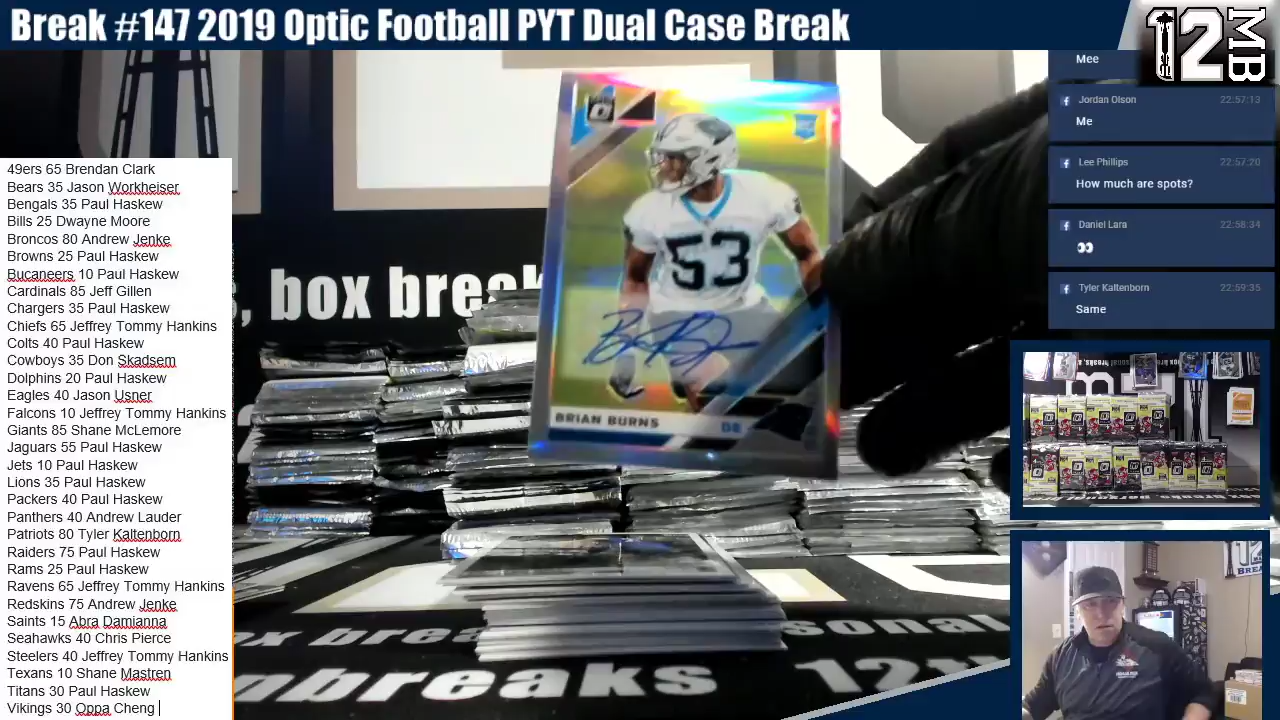 Break #147 2019 Optic Football PYT Dual Case Break
12
MB
49ers 65 Brendan Clark
Bears 35 Jason Workheiser
Bengals 35 Paul Haskew
Bills 25 Dwayne Moore
Broncos 80 Andrew Jenke
Browns 25 Paul Haskew
Bucaneers 10 Paul Haskew
Cardinals 85 Jeff Gillen
Chargers 35 Paul Haskew
Chiefs 65 Jeffrey Tommy Hankins
Colts 40 Paul Haskew
Cowboys 35 Don Skadsem
Dolphins 20 Paul Haskew
Eagles 40 Jason Usner
Falcons 10 Jeffrey Tommy Hankins
Giants 85 Shane McLemore
Jaguars 55 Paul Haskew
Jets 10 Paul Haskew
Lions 35 Paul Haskew
Packers 40 Paul Haskew
Panthers 40 Andrew Lauder
Patriots 80 Tyler Kaltenborn
Raiders 75 Paul Haskew
Rams 25 Paul Haskew
Ravens 65 Jeffrey Tommy Hankins
Redskins 75 Andrew Jenke
Saints 15 Abra Damianna
Seahawks 40 Chris Pierce
Steelers 40 Jeffrey Tommy Hankins
Texans 10 Shane Mastren
Titans 30 Paul Haskew
Vikings 30 Oppa Cheng
, box brea
53
BRIAN BURNS
box brea
sonal
nbreaks
12
Mee
Jordan Olson 22:57:13
Me
Lee Phillips 22:57:20
How much are spots?
Daniel Lara 22:58:34
Tyler Kaltenborn 22:59:35
Same